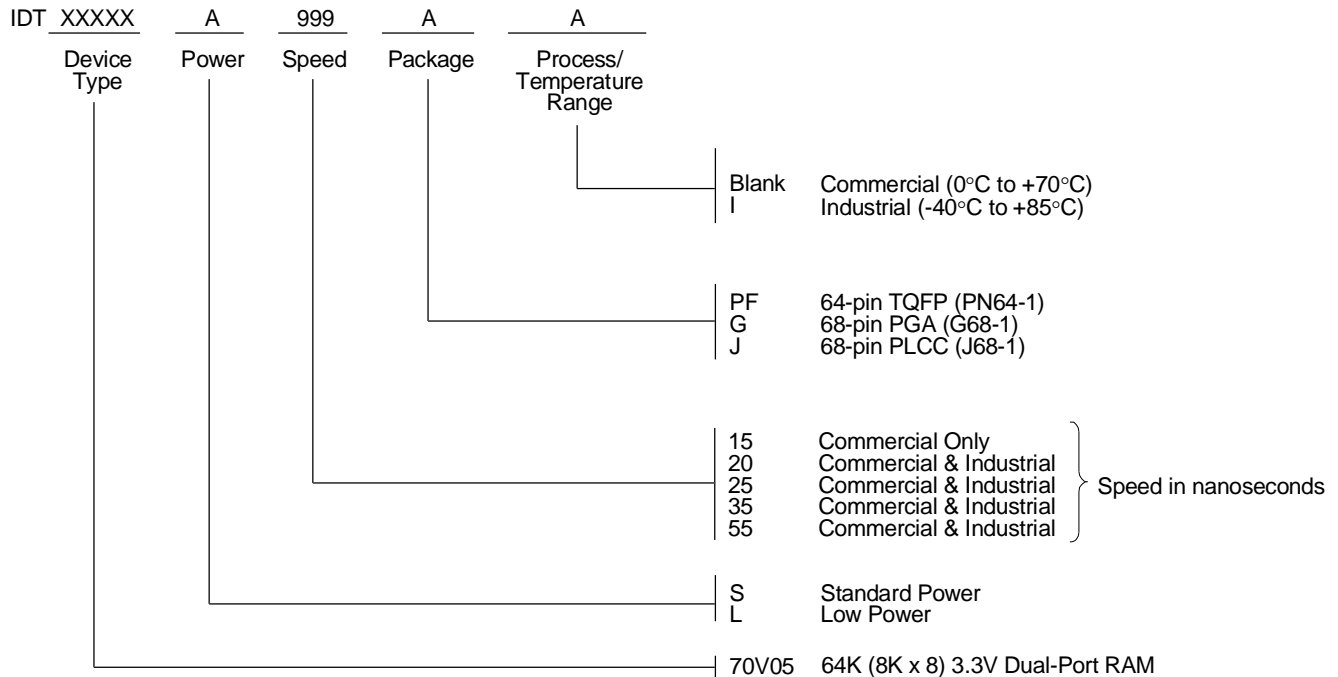 IDT XXXXX A 999 A A
Device Type Power Speed Package Process/ Temperature Range
Blank Commercial (0°C to +70°C)
I Industrial (-40°C to +85°C)
PF 64-pin TQFP (PN64-1)
G 68-pin PGA (G68-1)
J 68-pin PLCC (J68-1)
15 Commercial Only
20 Commercial & Industrial
25 Commercial & Industrial
35 Commercial & Industrial
55 Commercial & Industrial
Speed in nanoseconds
S Standard Power
L Low Power
70V05 64K (8K x 8) 3.3V Dual-Port RAM